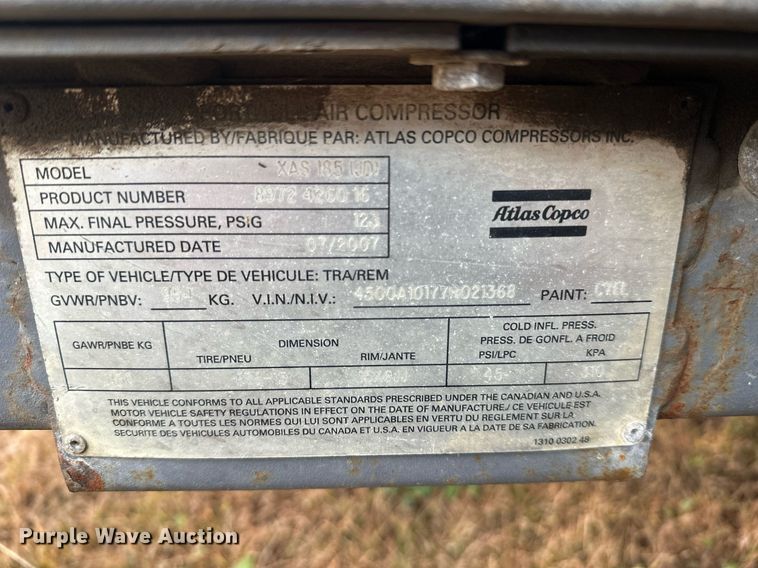 AIR COMPRESSOR
MANUFACTURED BY/FABRIQUE PAR: ATLAS COPCO COMPRESSORS INC.
MODEL XAS 185 (JD)
PRODUCT NUMBER
MAX. FINAL PRESSURE, PSIG 123
MANUFACTURED DATE 07/2007
Atlas Copco
TYPE OF VEHICLE/TYPE DE VEHICULE: TRA/REM
GVWR/PNBV: KG. V.I.N./N.I.V.: 4500A10177R021368 PAINT:
GAWR/PNBE KG DIMENSION COLD INFL. PRESS.
PRESS. DE GONFL. A FROID
TIRE/PNEU RIM/JANTE PSI/LPC KPA
THIS VEHICLE CONFORMS TO ALL APPLICABLE STANDARDS PRESCRIBED UNDER THE CANADIAN AND U.S.A.
MOTOR VEHICLE SAFETY REGULATIONS IN EFFECT ON THE DATE OF MANUFACTURE./ CE VEHICULE EST
CONFORME A TOUTES LES NORMES QUI LUI SONT APPLICABLES EN VERTU DU REGLEMENT SUR LA
SECURITE DES VEHICULES AUTOMOBILES DU CANADA ET U.S.A. EN VIGUEUR A LA DATE DE SA FABRICATION.
1310 0302 48
Purple Wave Auction